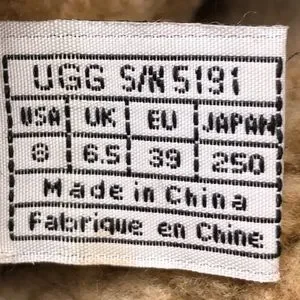 UGG S/N 5191
USA UK EU JAPAN
8 6.5 39 250
Made in China
Fabrique en Chine